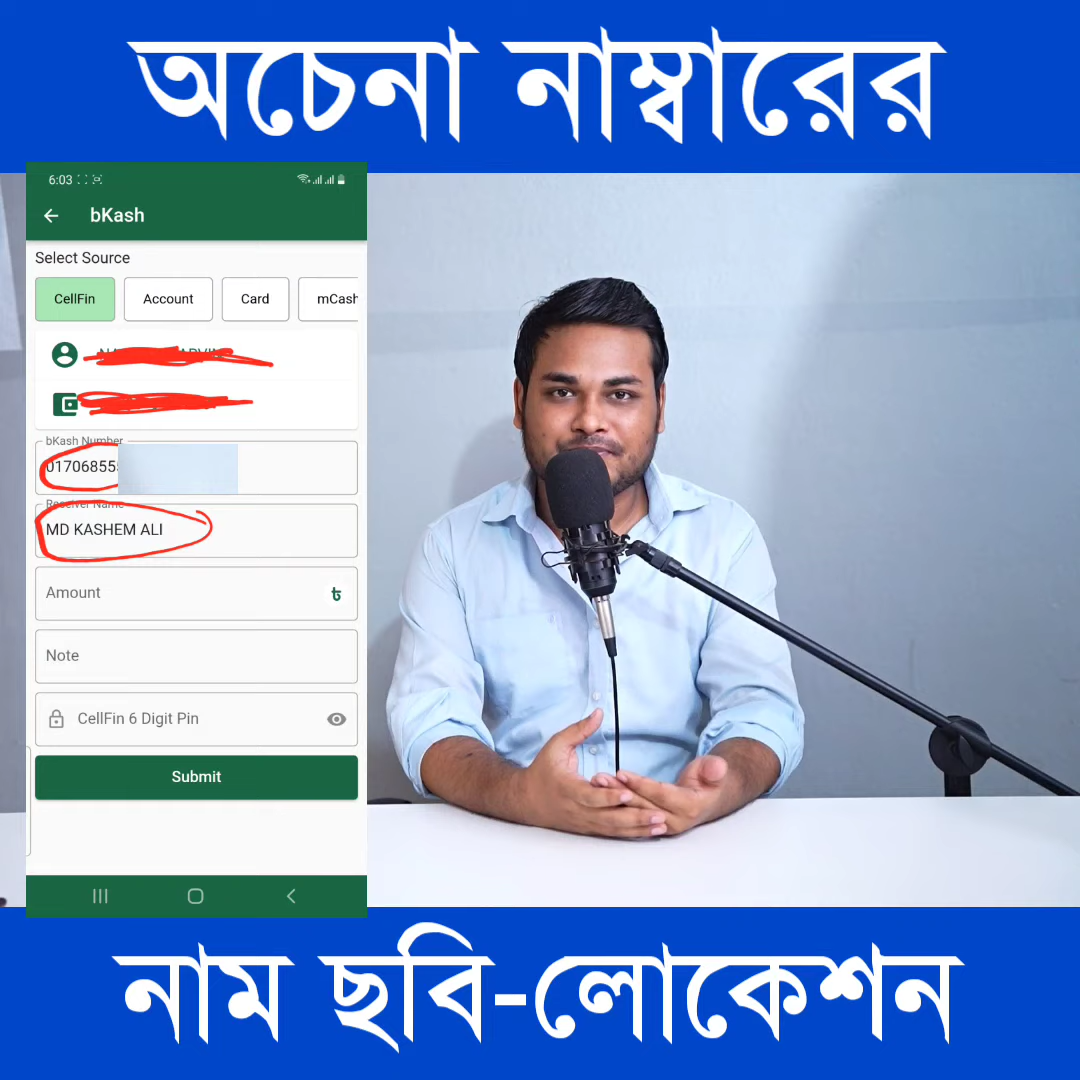 অচেনা নাম্বারের
6:03
bKash
Select Source
CellFin Account Card mCash
bKash Number
01706855
Receiver Name
MD KASHEM ALI
Amount ৳
Note
CellFin 6 Digit Pin
Submit
নাম ছবি-লোকেশন